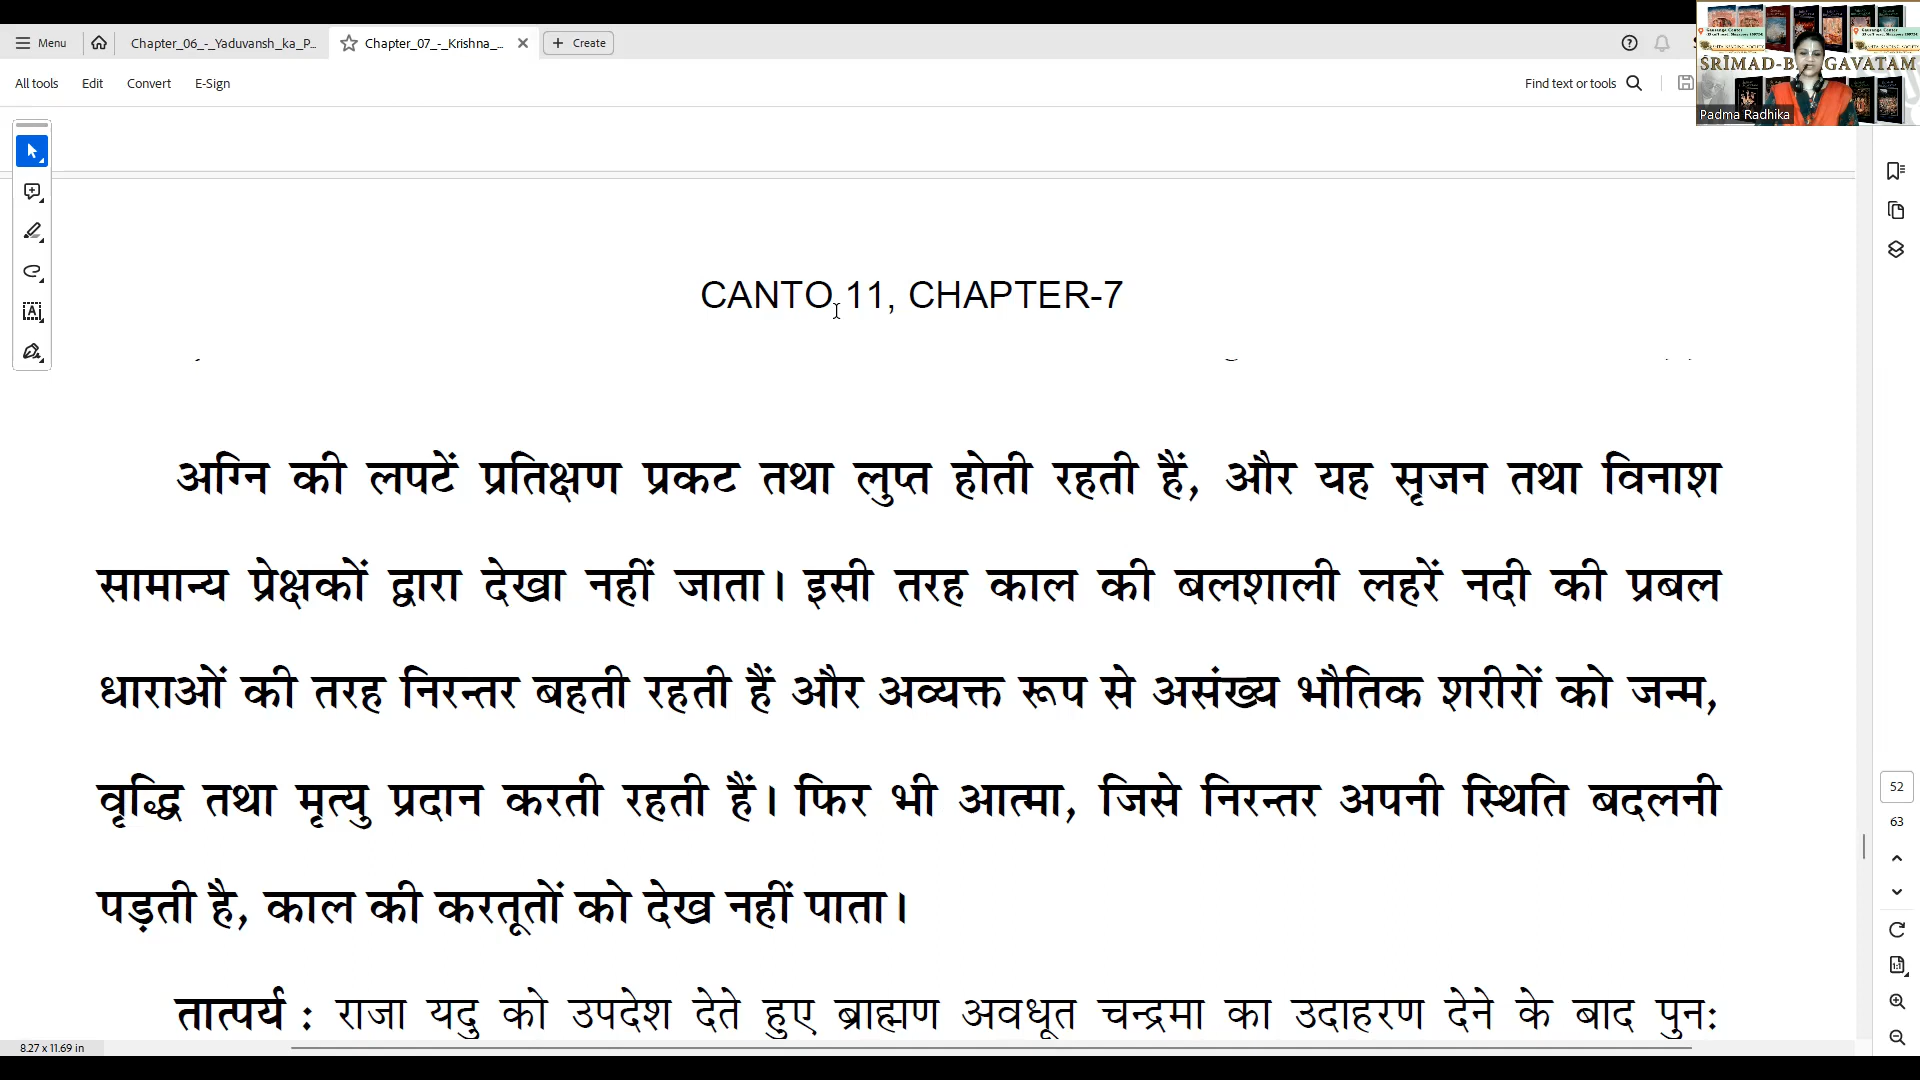 Menu
Chapter_06_-_Yaduvansh_ka_P...
Chapter_07_-_Krishna_...
Create
All tools
Edit
Convert
E-Sign
Find text or tools
SRIMAD-BHAGAVATAM
Padma Radhika
CANTO 11, CHAPTER-7
अग्नि की लपटें प्रतिक्षण प्रकट तथा लुप्त होती रहती हैं, और यह सृजन तथा विनाश
सामान्य प्रेक्षकों द्वारा देखा नहीं जाता। इसी तरह काल की बलशाली लहरें नदी की प्रबल
धाराओं की तरह निरन्तर बहती रहती हैं और अव्यक्त रूप से असंख्य भौतिक शरीरों को जन्म,
वृद्धि तथा मृत्यु प्रदान करती रहती हैं। फिर भी आत्मा, जिसे निरन्तर अपनी स्थिति बदलनी
पड़ती है, काल की करतूतों को देख नहीं पाता।
तात्पर्य : राजा यदु को उपदेश देते हुए ब्राह्मण अवधूत चन्द्रमा का उदाहरण देने के बाद पुनः
52
63
8.27 x 11.69 in